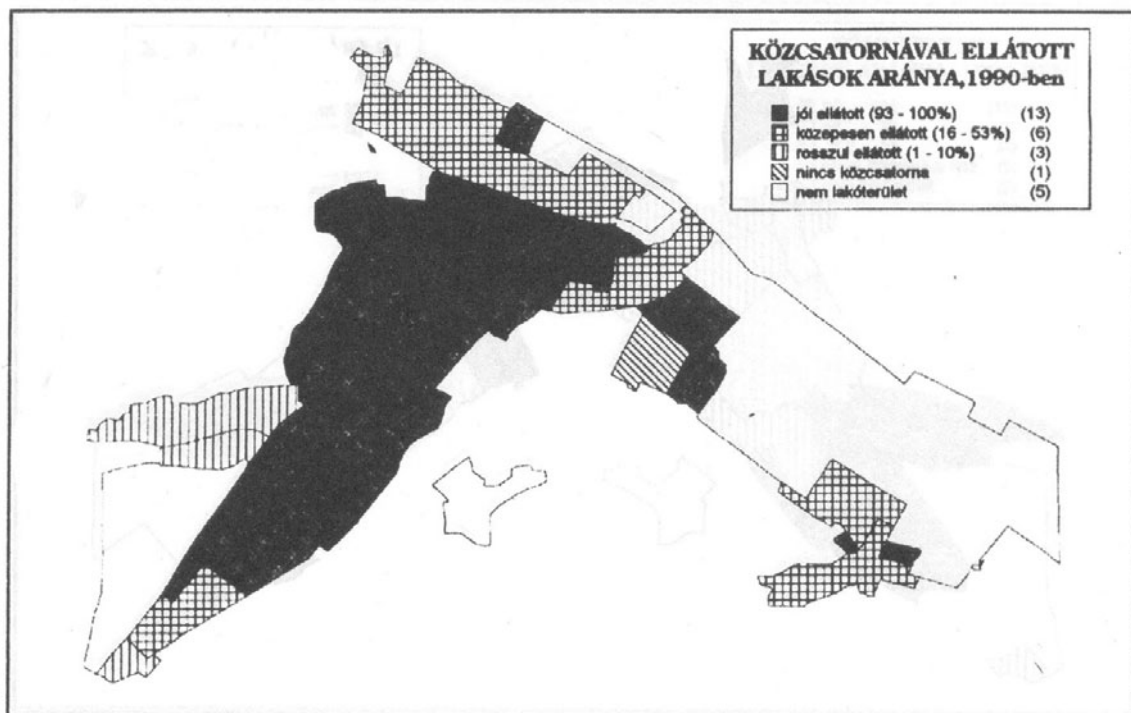 KÖZCSATORNÁVAL ELLÁTOTT
LAKÁSOK ARÁNYA, 1990-ben
jól ellátott (93 - 100%) (13)
közepesen ellátott (16 - 53%) (6)
rosszul ellátott (1 - 10%) (3)
nincs közcsatorna (1)
nem lakóterület (5)